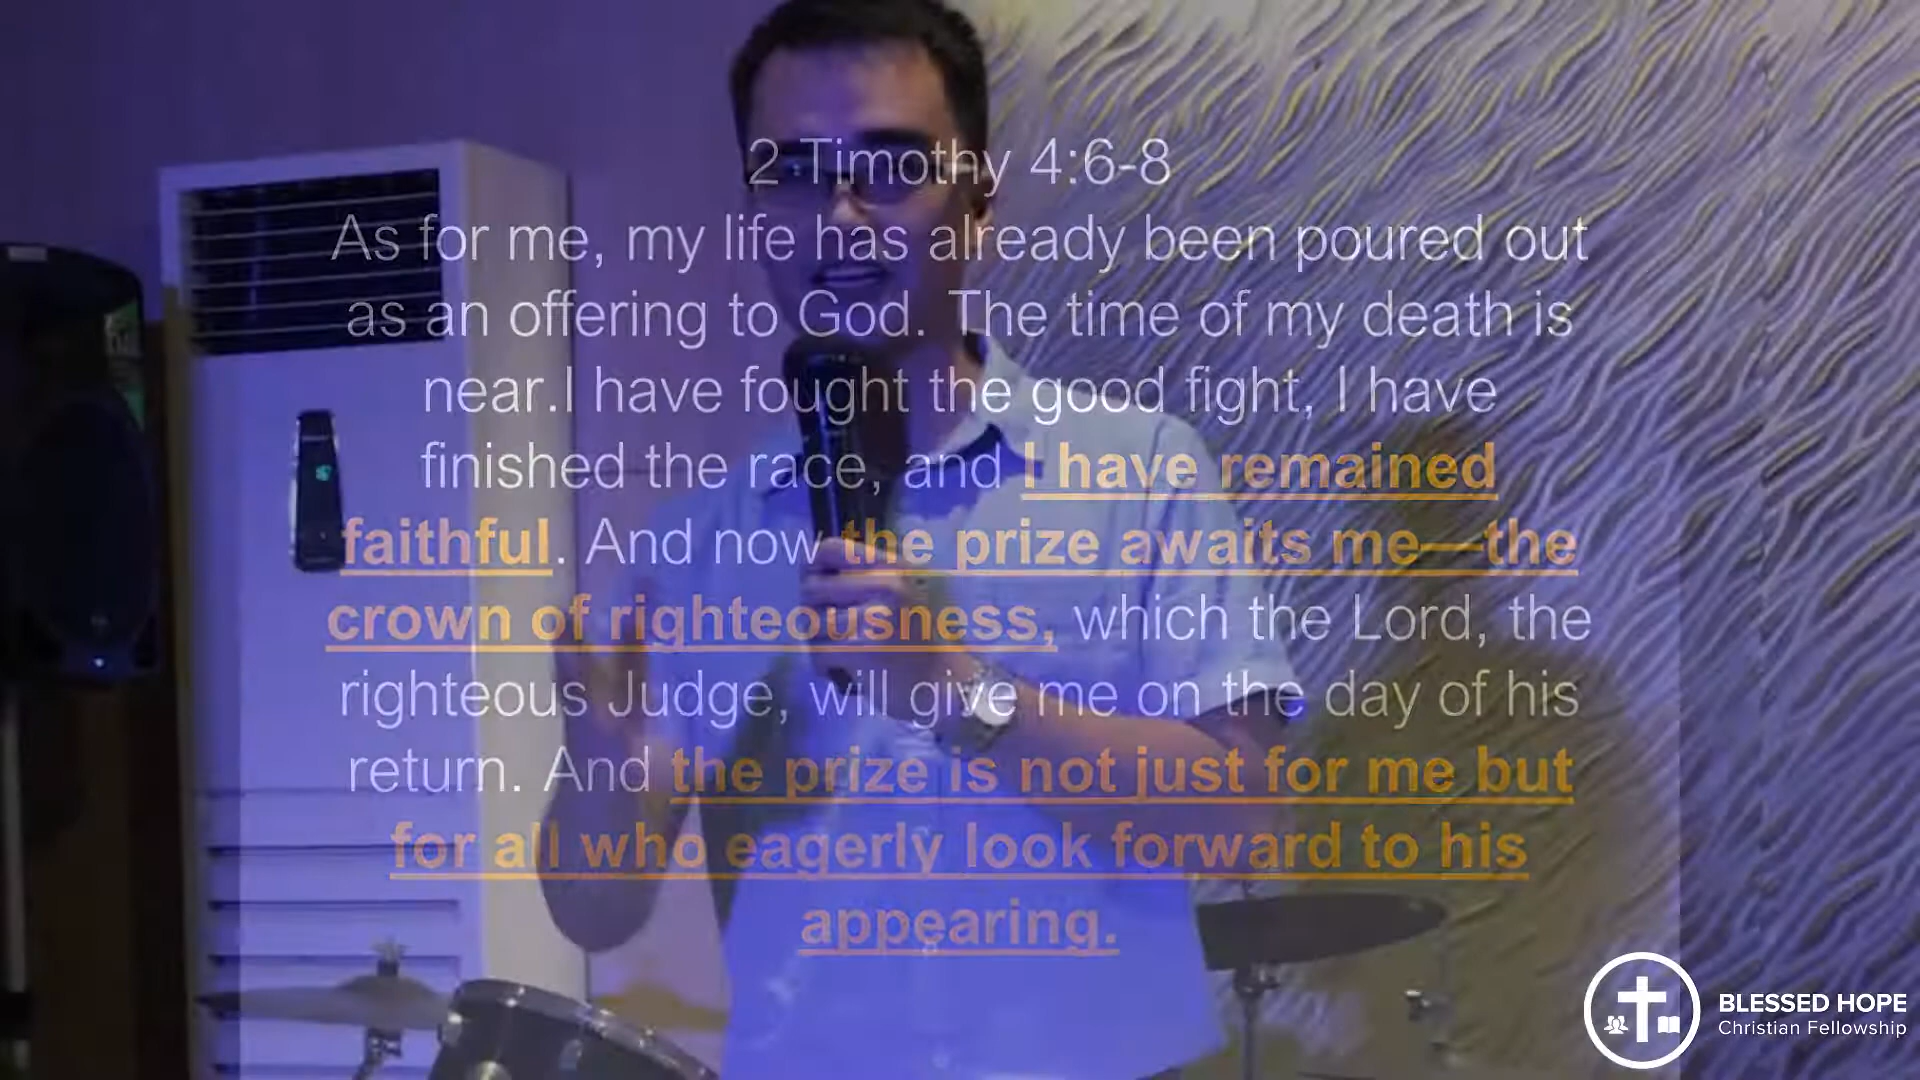 2 Timothy 4:6-8
As for me, my life has already been poured out
as an offering to God. The time of my death is
near.I have fought the good fight, I have
finished the race, and I have remained
faithful. And now the prize awaits me—the
crown of righteousness, which the Lord, the
righteous Judge, will give me on the day of his
return. And the prize is not just for me but
for all who eagerly look forward to his
appearing.
BLESSED HOPE
Christian Fellowship